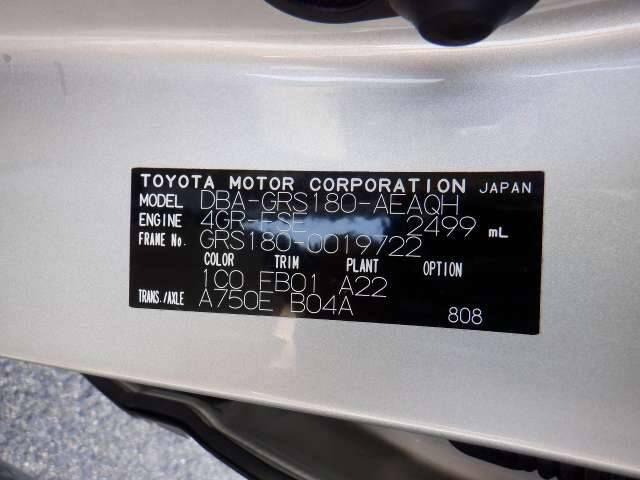 TOYOTA MOTOR CORPORATION JAPAN
MODEL DBA-GRS180-AEAQH
ENGINE 4GR-FSE 2499 mL
FRAME No. GRS180-0019722
COLOR TRIM PLANT OPTION
1C0 FB01 A22
TRANS./AXLE A750E B04A
808